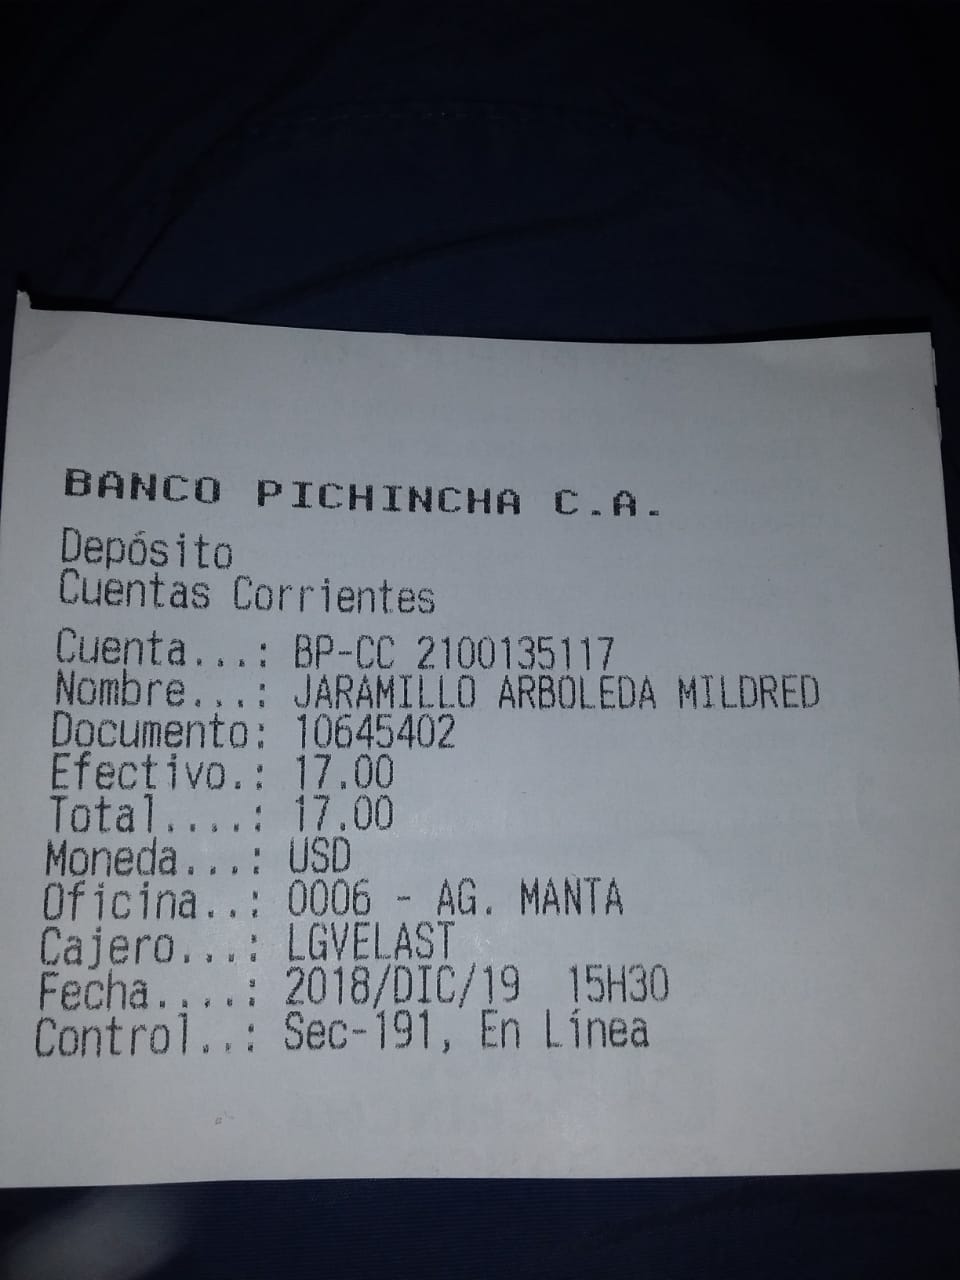 BANCO PICHINCHA C.A.
Depósito
Cuentas Corrientes
Cuenta...: BP-CC 2100135117
Nombre...: JARAMILLO ARBOLEDA MILDRED
Documento: 10645402
Efectivo.: 17.00
Total....: 17.00
Moneda...: USD
Oficina..: 0006 - AG. MANTA
Cajero...: LGVELAST
Fecha....: 2018/DIC/19 15H30
Control..: Sec-191, En Línea